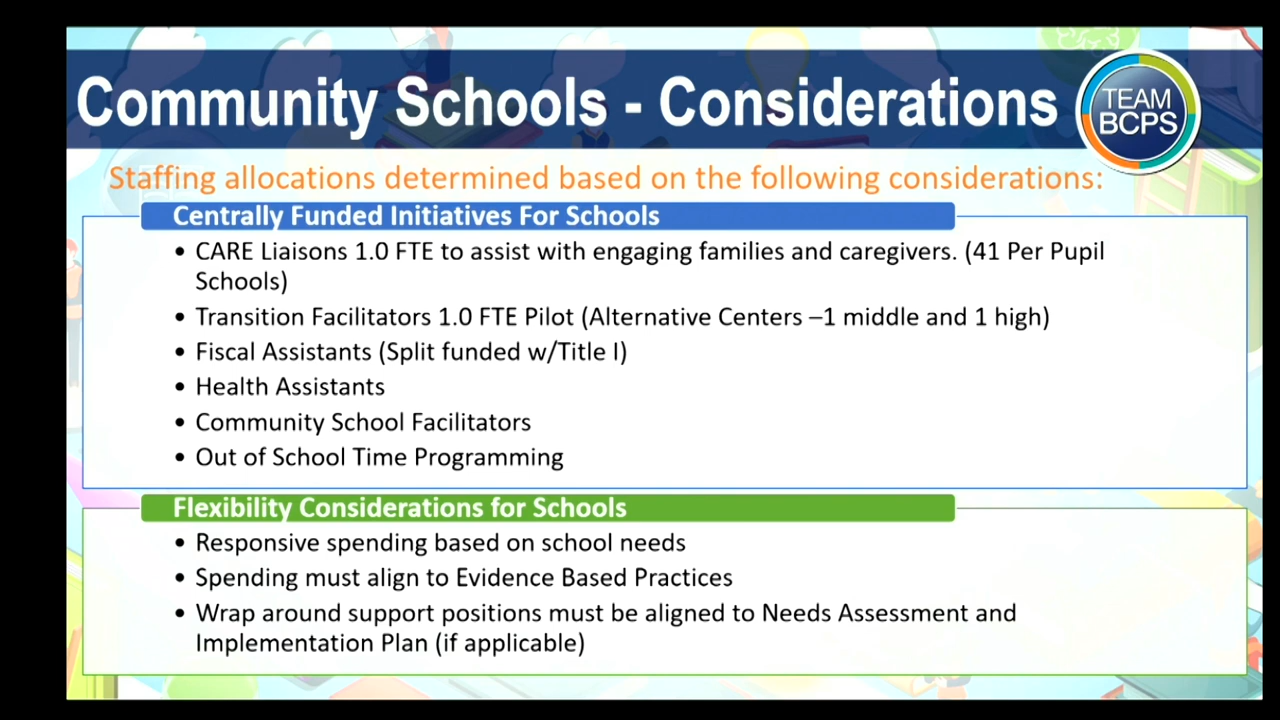 Community Schools - Considerations
TEAM
BCPS
Staffing allocations determined based on the following considerations:
Centrally Funded Initiatives For Schools
• CARE Liaisons 1.0 FTE to assist with engaging families and caregivers. (41 Per Pupil
Schools)
• Transition Facilitators 1.0 FTE Pilot (Alternative Centers –1 middle and 1 high)
• Fiscal Assistants (Split funded w/Title I)
• Health Assistants
• Community School Facilitators
• Out of School Time Programming
Flexibility Considerations for Schools
• Responsive spending based on school needs
• Spending must align to Evidence Based Practices
• Wrap around support positions must be aligned to Needs Assessment and
Implementation Plan (if applicable)